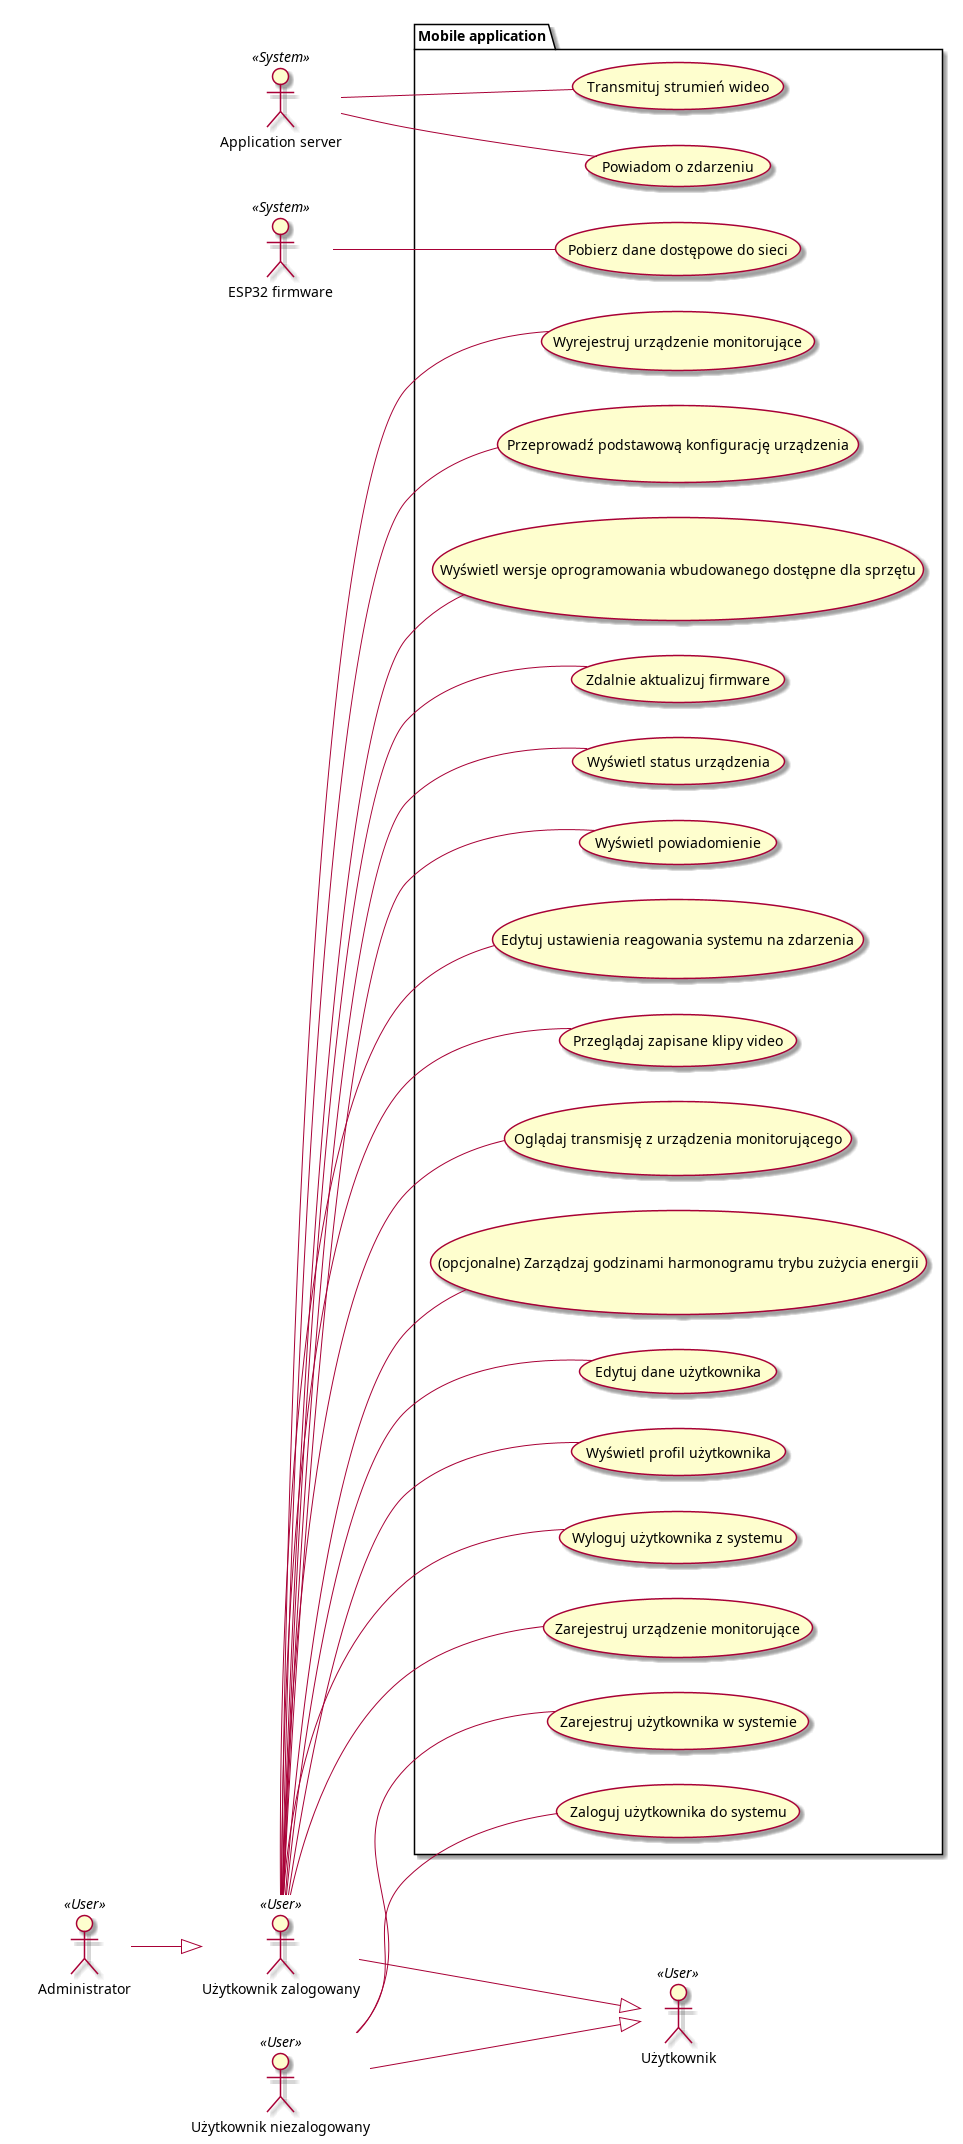 Mobile application
«System»
Application server
Transmituj strumień wideo
Powiadom o zdarzeniu
«System»
ESP32 firmware
Pobierz dane dostępowe do sieci
Wyrejestruj urządzenie monitorujące
Przeprowadź podstawową konfigurację urządzenia
Wyświetl wersje oprogramowania wbudowanego dostępne dla sprzętu
Zdalnie aktualizuj firmware
Wyświetl status urządzenia
Wyświetl powiadomienie
Edytuj ustawienia reagowania systemu na zdarzenia
Przeglądaj zapisane klipy video
Oglądaj transmisję z urządzenia monitorującego
(opcjonalne) Zarządzaj godzinami harmonogramu trybu zużycia energii
Edytuj dane użytkownika
Wyświetl profil użytkownika
Wyloguj użytkownika z systemu
Zarejestruj urządzenie monitorujące
Zarejestruj użytkownika w systemie
Zaloguj użytkownika do systemu
«User»
Administrator
«User»
Użytkownik zalogowany
«User»
Użytkownik
«User»
Użytkownik niezalogowany